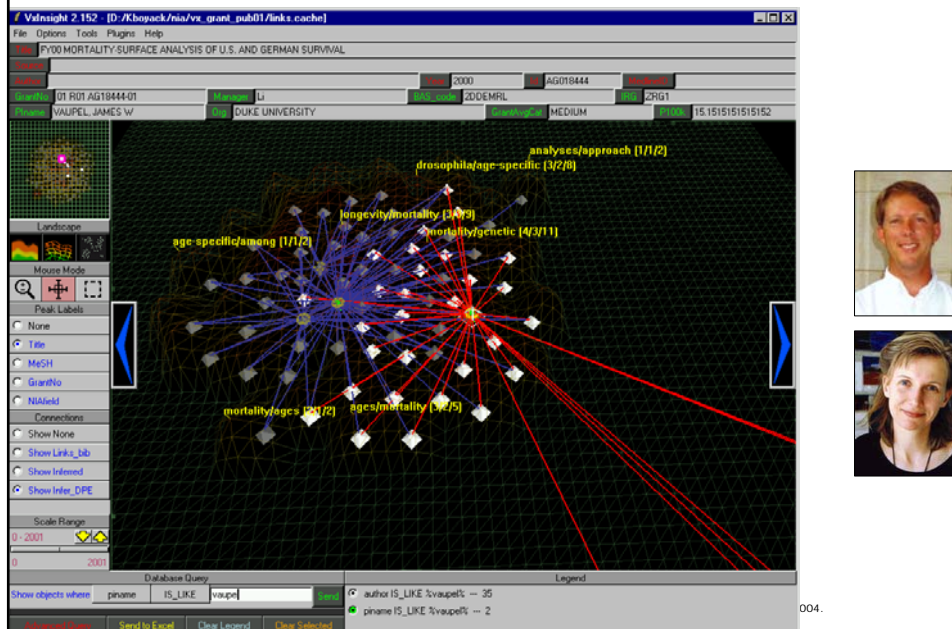 VxInsight 2.152 - [D:/Kboyack/nia/vx_grant_pub01/links.cache]
File Options Tools Plugins Help
Title FY00 MORTALITY-SURFACE ANALYSIS OF U.S. AND GERMAN SURVIVAL
Year 2000 AG018444
GrantNo 01 R01 AG18444-01 Manager Li BAS_code 2DDEMRL IRG ZRG1
PIname VAUPEL, JAMES W Org DUKE UNIVERSITY GrantAvgCat MEDIUM P100k 15.1515151515152
analyses/approach [1/1/2]
drosophila/age-specific [3/2/8]
longevity/mortality
mortality/genetic [4/3/11]
age-specific/among [1/1/2]
mortality/ages [2/1/2]
ages/mortality [3/2/5]
Landscape
Mouse Mode
Peak Labels
None
Title
MeSH
GrantNo
NIAfield
Connections
Show None
Show Links_bib
Show Inferred
Show Infer_DPE
Scale Range
0 - 2001
0 2001
Database Query
Show objects where piname IS_LIKE vaupel Send
Send to Excel Clear Legend Clear Selected
Legend
author IS_LIKE %vaupel% --- 35
piname IS_LIKE %vaupel% --- 2
004.